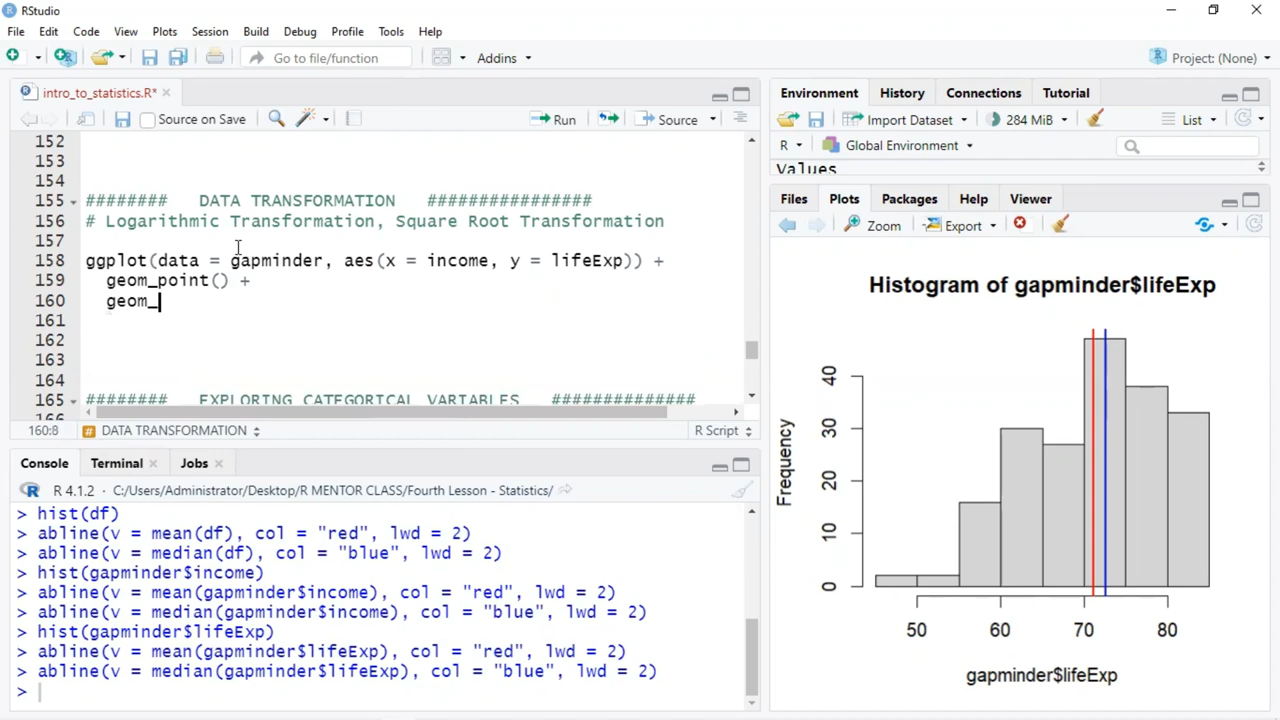 RStudio
File Edit Code View Plots Session Build Debug Profile Tools Help
Go to file/function Addins Project: (None)
intro_to_statistics.R*
Source on Save Run Source
152
153
154
155 ######## DATA TRANSFORMATION ################
156 # Logarithmic Transformation, Square Root Transformation
157
158 ggplot(data = gapminder, aes(x = income, y = lifeExp)) +
159 geom_point() +
160 geom_
161
162
163
164
165 ######## EXPLORING CATEGORICAL VARIABLES ##############
166
160:8 DATA TRANSFORMATION R Script
Console Terminal Jobs
R 4.1.2 · C:/Users/Administrator/Desktop/R MENTOR CLASS/Fourth Lesson - Statistics/
> hist(df)
> abline(v = mean(df), col = "red", lwd = 2)
> abline(v = median(df), col = "blue", lwd = 2)
> hist(gapminder$income)
> abline(v = mean(gapminder$income), col = "red", lwd = 2)
> abline(v = median(gapminder$income), col = "blue", lwd = 2)
> hist(gapminder$lifeExp)
> abline(v = mean(gapminder$lifeExp), col = "red", lwd = 2)
> abline(v = median(gapminder$lifeExp), col = "blue", lwd = 2)
>
Environment History Connections Tutorial
Import Dataset 284 MiB List
R Global Environment
Values
Files Plots Packages Help Viewer
Zoom Export
Histogram of gapminder$lifeExp
Frequency
40
30
20
10
0
50 60 70 80
gapminder$lifeExp